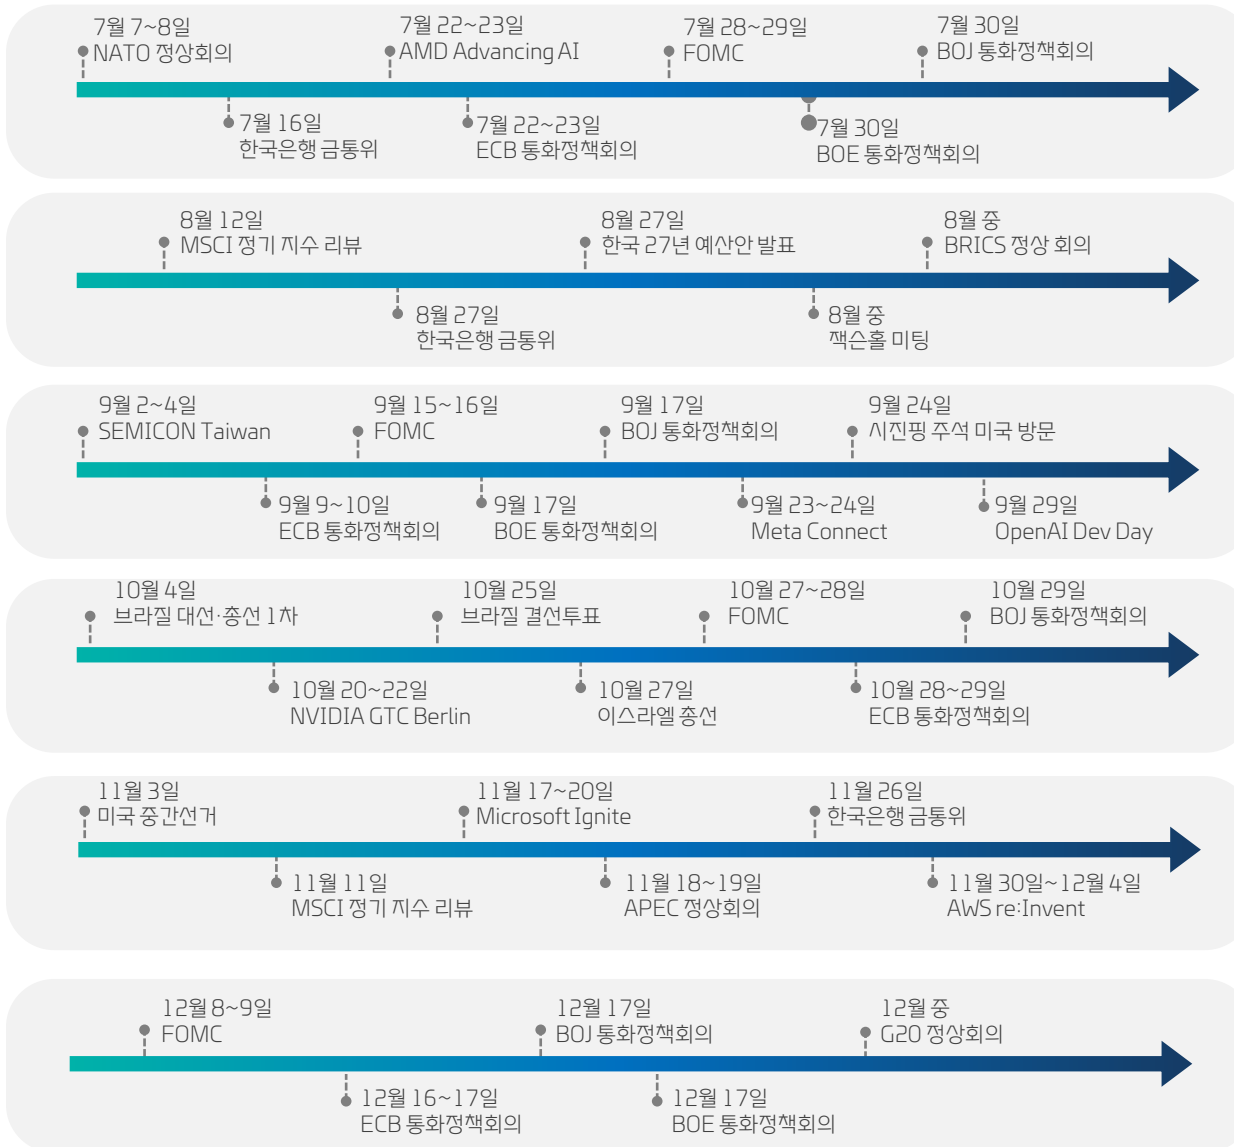 7월 7~8일
NATO 정상회의
7월 22~23일
AMD Advancing AI
7월 28~29일
FOMC
7월 30일
BOJ 통화정책회의
7월 16일
한국은행 금통위
7월 22~23일
ECB 통화정책회의
7월 30일
BOE 통화정책회의
8월 12일
MSCI 정기 지수 리뷰
8월 27일
한국 27년 예산안 발표
8월 중
BRICS 정상 회의
8월 27일
한국은행 금통위
8월 중
잭슨홀 미팅
9월 2~4일
SEMICON Taiwan
9월 15~16일
FOMC
9월 17일
BOJ 통화정책회의
9월 24일
시진핑 주석 미국 방문
9월 9~10일
ECB 통화정책회의
9월 17일
BOE 통화정책회의
9월 23~24일
Meta Connect
9월 29일
OpenAI Dev Day
10월 4일
브라질 대선·총선 1차
10월 25일
브라질 결선투표
10월 27~28일
FOMC
10월 29일
BOJ 통화정책회의
10월 20~22일
NVIDIA GTC Berlin
10월 27일
이스라엘 총선
10월 28~29일
ECB 통화정책회의
11월 3일
미국 중간선거
11월 17~20일
Microsoft Ignite
11월 26일
한국은행 금통위
11월 11일
MSCI 정기 지수 리뷰
11월 18~19일
APEC 정상회의
11월 30일~12월 4일
AWS re:Invent
12월 8~9일
FOMC
12월 17일
BOJ 통화정책회의
12월 중
G20 정상회의
12월 16~17일
ECB 통화정책회의
12월 17일
BOE 통화정책회의